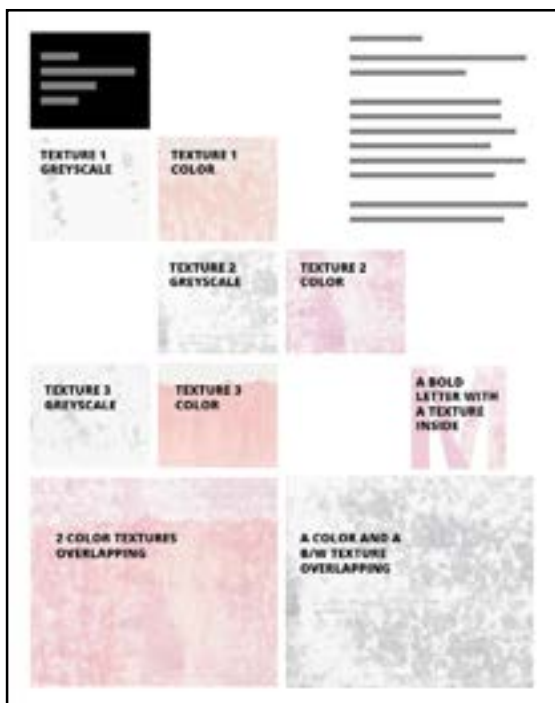 TEXTURE 1
GREYSCALE
TEXTURE 1
COLOR
TEXTURE 2
GREYSCALE
TEXTURE 2
COLOR
TEXTURE 3
GREYSCALE
TEXTURE 3
COLOR
A BOLD
LETTER WITH
A TEXTURE
INSIDE
M
2 COLOR TEXTURES
OVERLAPPING
A COLOR AND A
B/W TEXTURE
OVERLAPPING